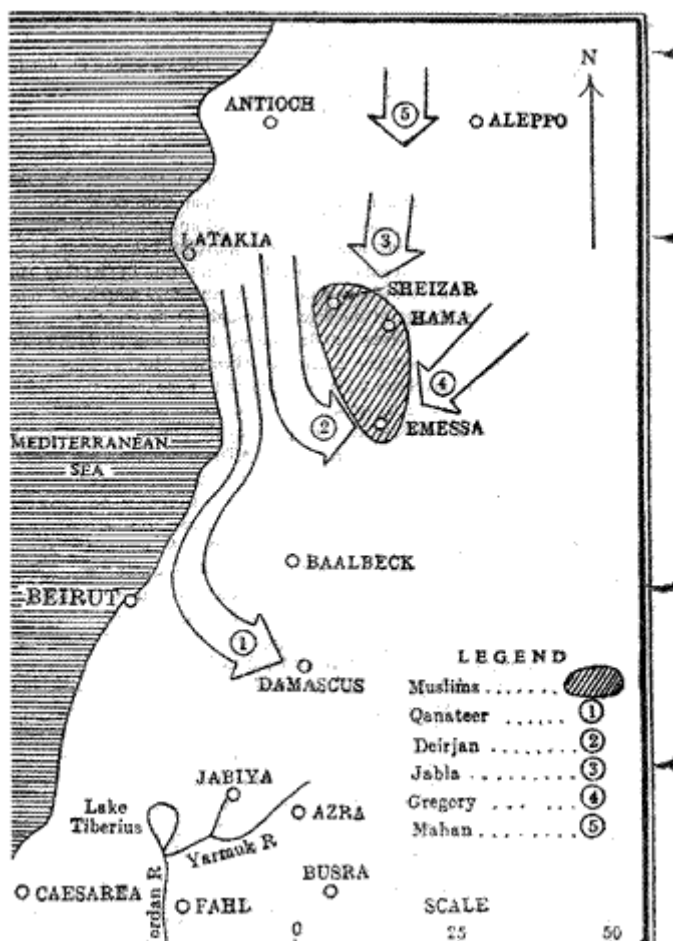 N
ANTIOCH
⑤
ALEPPO
LATAKIA
③
SHEIZAR
HAMA
④
②
EMESSA
MEDITERRANEAN
SEA
BAALBECK
BEIRUT
①
DAMASCUS
LEGEND
Muslims .......
Qanateer ...... ①
Deirjan ....... ②
Jabla ......... ③
Gregory ... .... ④
Mahan ........ ⑤
JABIYA
Lake
Tiberius
AZRA
Yarmuk R
BUSRA
CAESAREA
ordan R
FAHL
SCALE
0 25 50